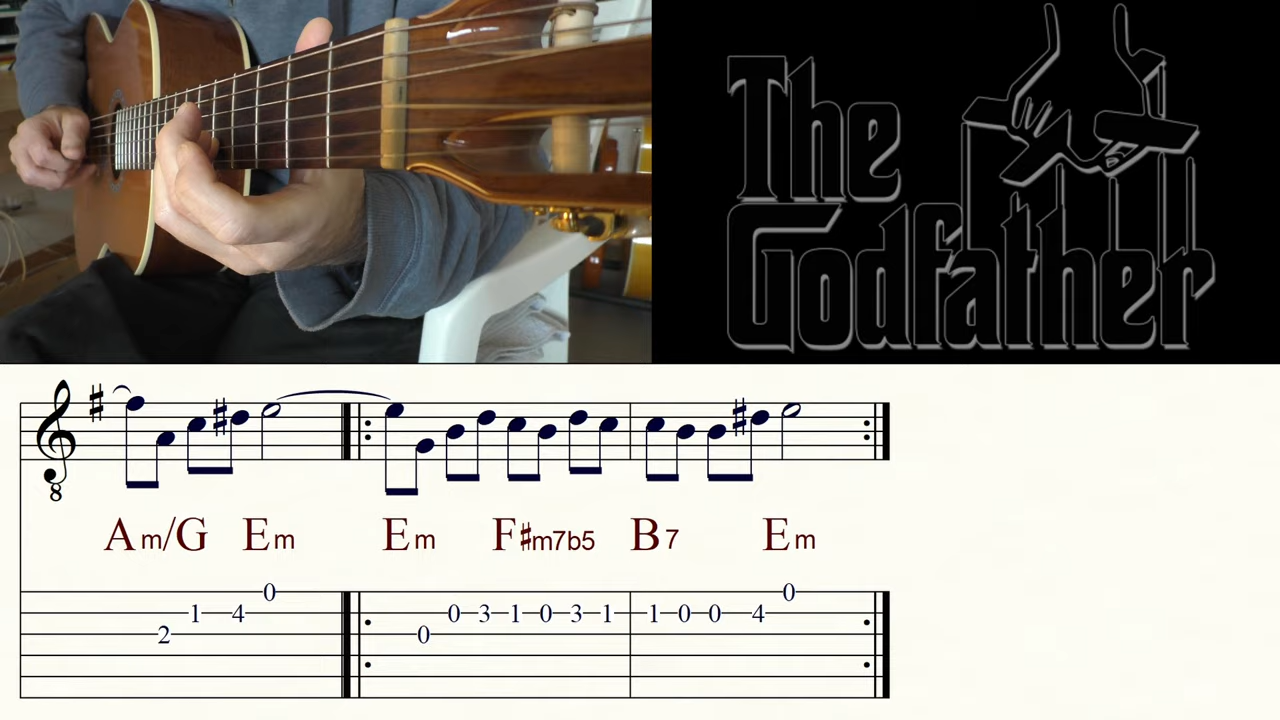 The
Godfather
8
Am/G Em Em F♯m7b5 B7 Em
0 0
1 4 0 3 1 0 3 1 1 0 0 4
2 0